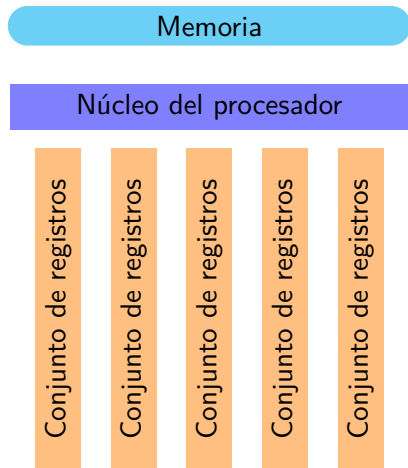 Memoria
Núcleo del procesador
Conjunto de registros
Conjunto de registros
Conjunto de registros
Conjunto de registros
Conjunto de registros